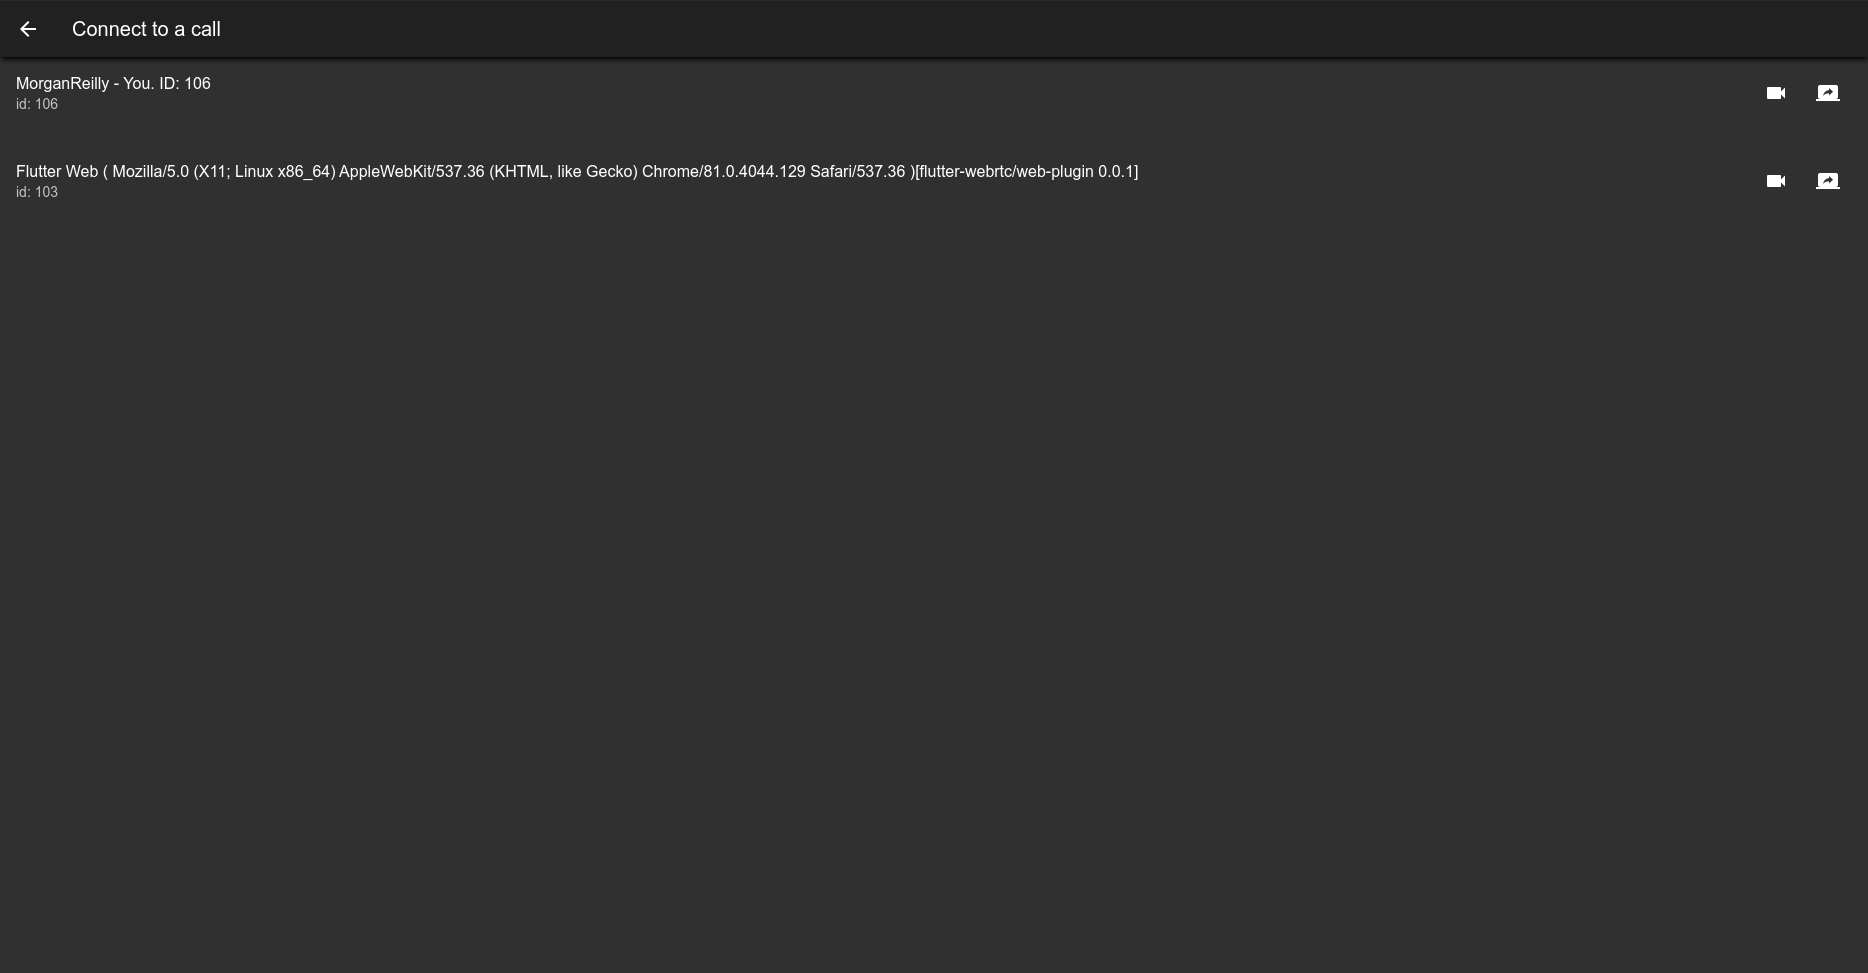 Connect to a call
MorganReilly - You. ID: 106
id: 106
Flutter Web ( Mozilla/5.0 (X11; Linux x86_64) AppleWebKit/537.36 (KHTML, like Gecko) Chrome/81.0.4044.129 Safari/537.36 )[flutter-webrtc/web-plugin 0.0.1]
id: 103